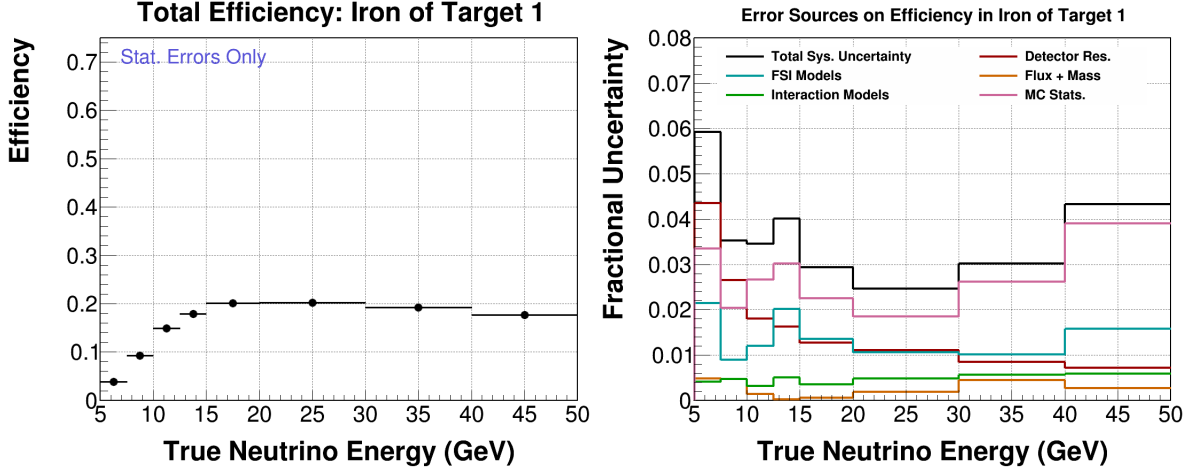 Total Efficiency: Iron of Target 1
Stat. Errors Only
Efficiency
0.7
0.6
0.5
0.4
0.3
0.2
0.1
0
5 10 15 20 25 30 35 40 45 50
True Neutrino Energy (GeV)
Error Sources on Efficiency in Iron of Target 1
Total Sys. Uncertainty
FSI Models
Interaction Models
Detector Res.
Flux + Mass
MC Stats.
Fractional Uncertainty
0.08
0.07
0.06
0.05
0.04
0.03
0.02
0.01
0
5 10 15 20 25 30 35 40 45 50
True Neutrino Energy (GeV)